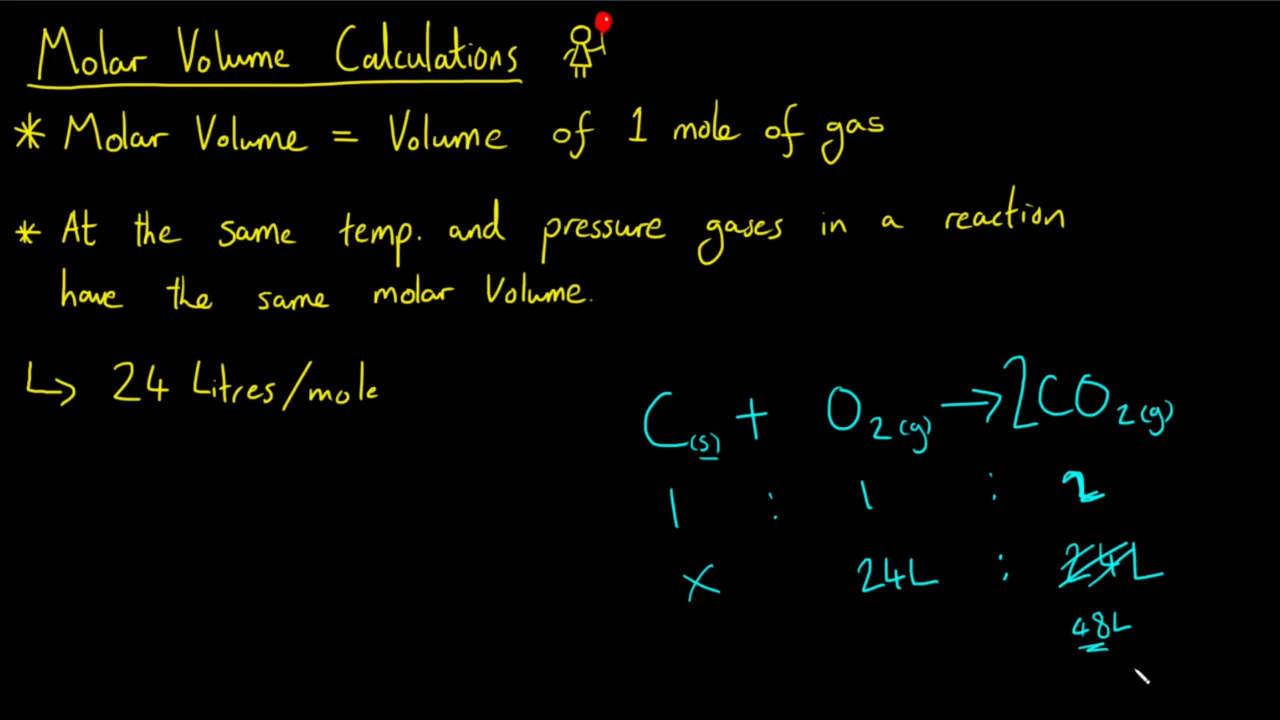 Molar Volume Calculations
* Molar Volume = Volume of 1 mole of gas
* At the same temp. and pressure gases in a reaction
have the same molar Volume.
↳ 24 Litres/mole
C(s) + O2(g) → 2CO2(g)
1 : 1 : 2
X 24L : 24L
48L